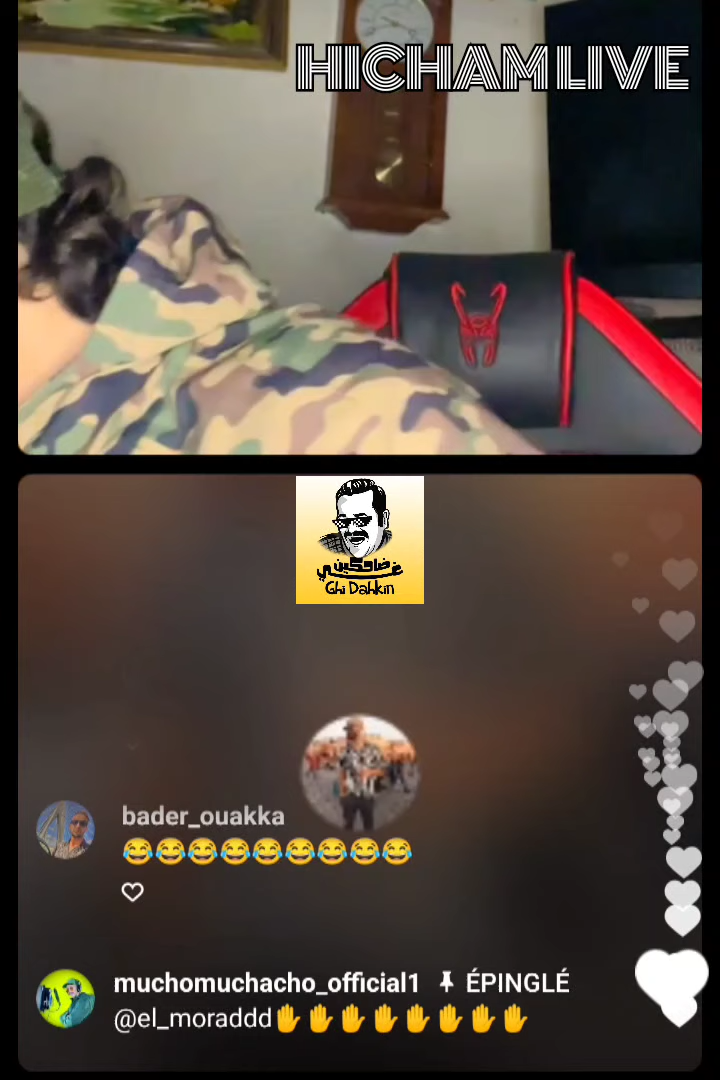 HICHAM LIVE
ضاحكين
غي
Ghi Dahkin
bader_ouakka
😂😂😂😂😂😂😂😂😂
muchomuchacho_official1 📌 ÉPINGLÉ
@el_moraddd✋✋✋✋✋✋✋✋